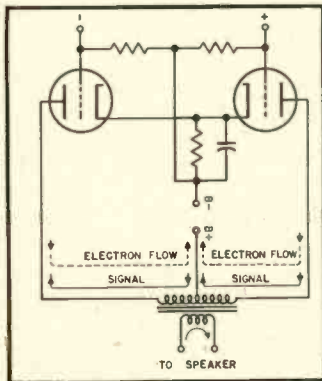 - +
B-
B+
ELECTRON FLOW ELECTRON FLOW
SIGNAL SIGNAL
TO SPEAKER